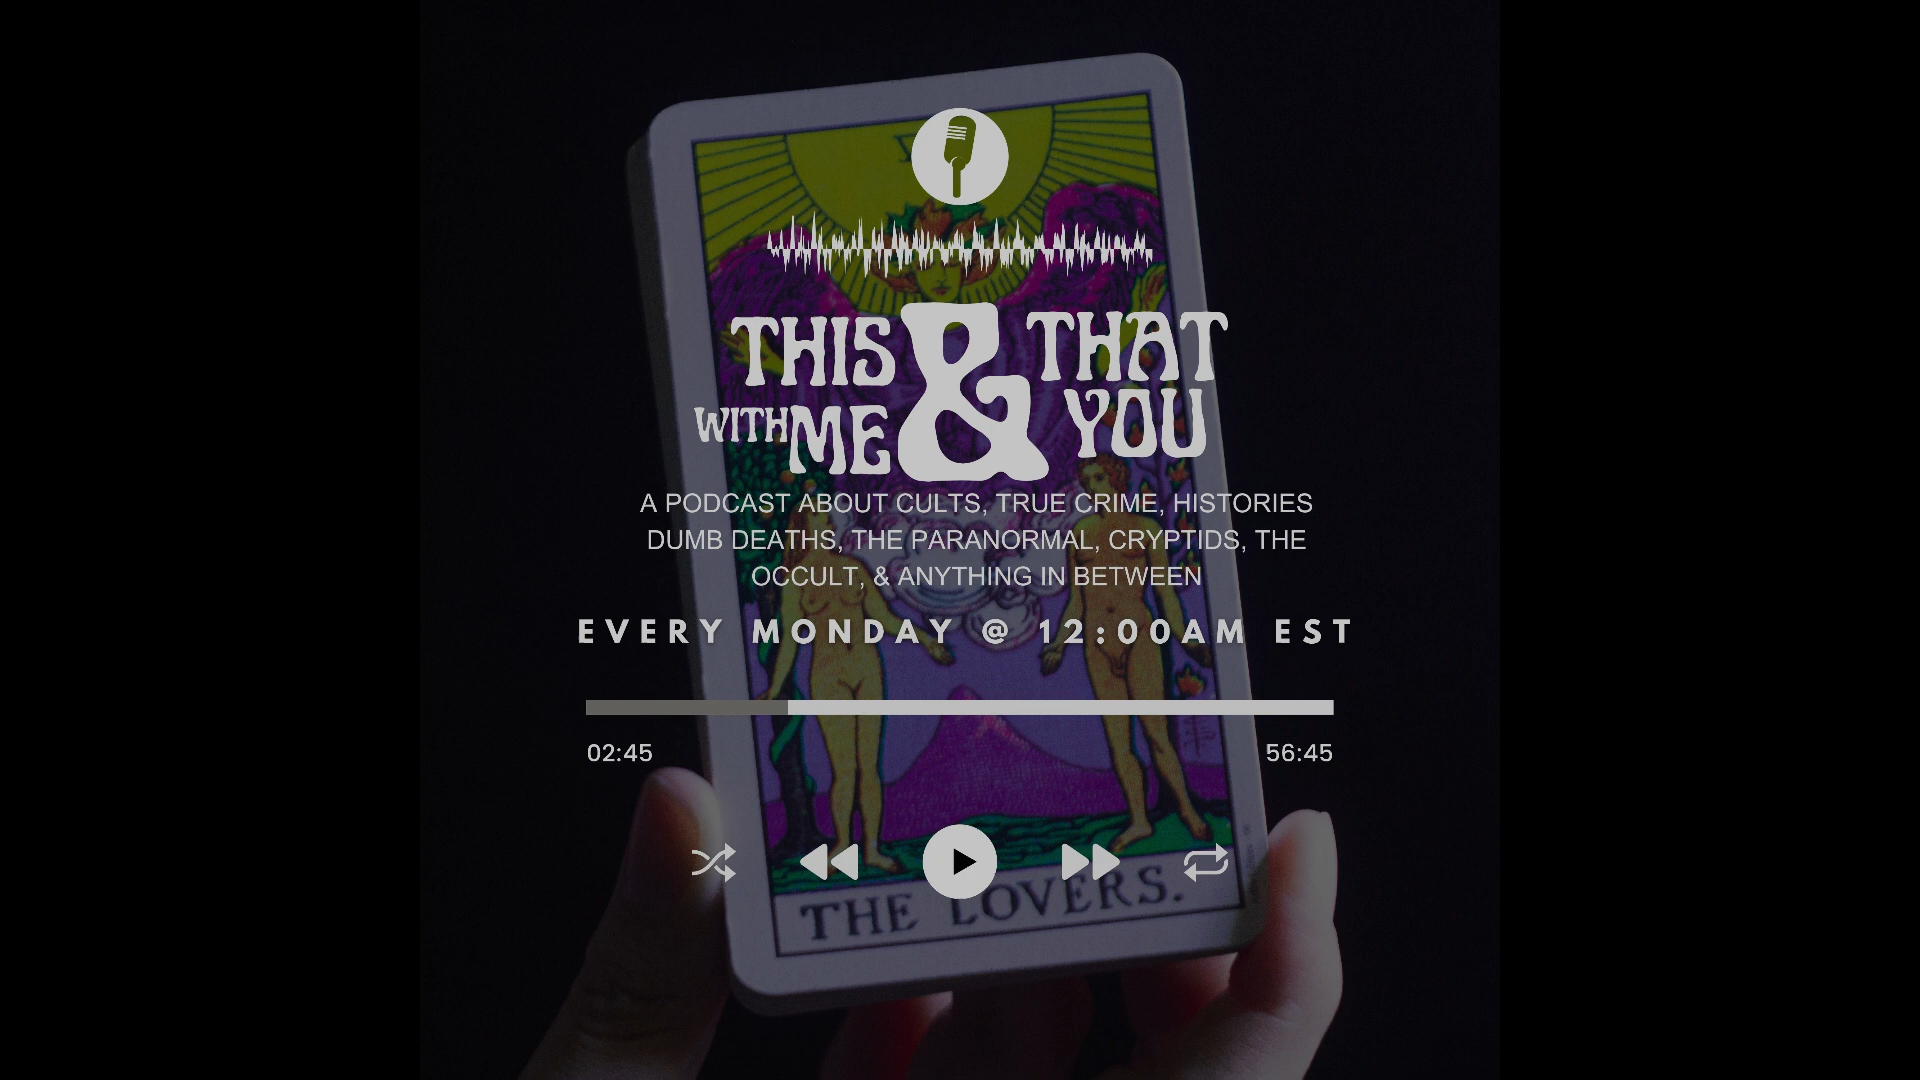 THIS & THAT
WITH ME YOU
A PODCAST ABOUT CULTS, TRUE CRIME, HISTORIES
DUMB DEATHS, THE PARANORMAL, CRYPTIDS, THE
OCCULT, & ANYTHING IN BETWEEN
EVERY MONDAY @ 12:00AM EST
02:45
56:45
THE LOVERS.